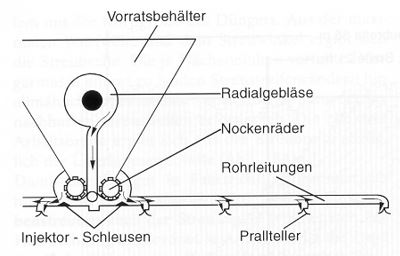 Vorratsbehälter
Radialgebläse
Nockenräder
Rohrleitungen
Injektor - Schleusen
Prallteller